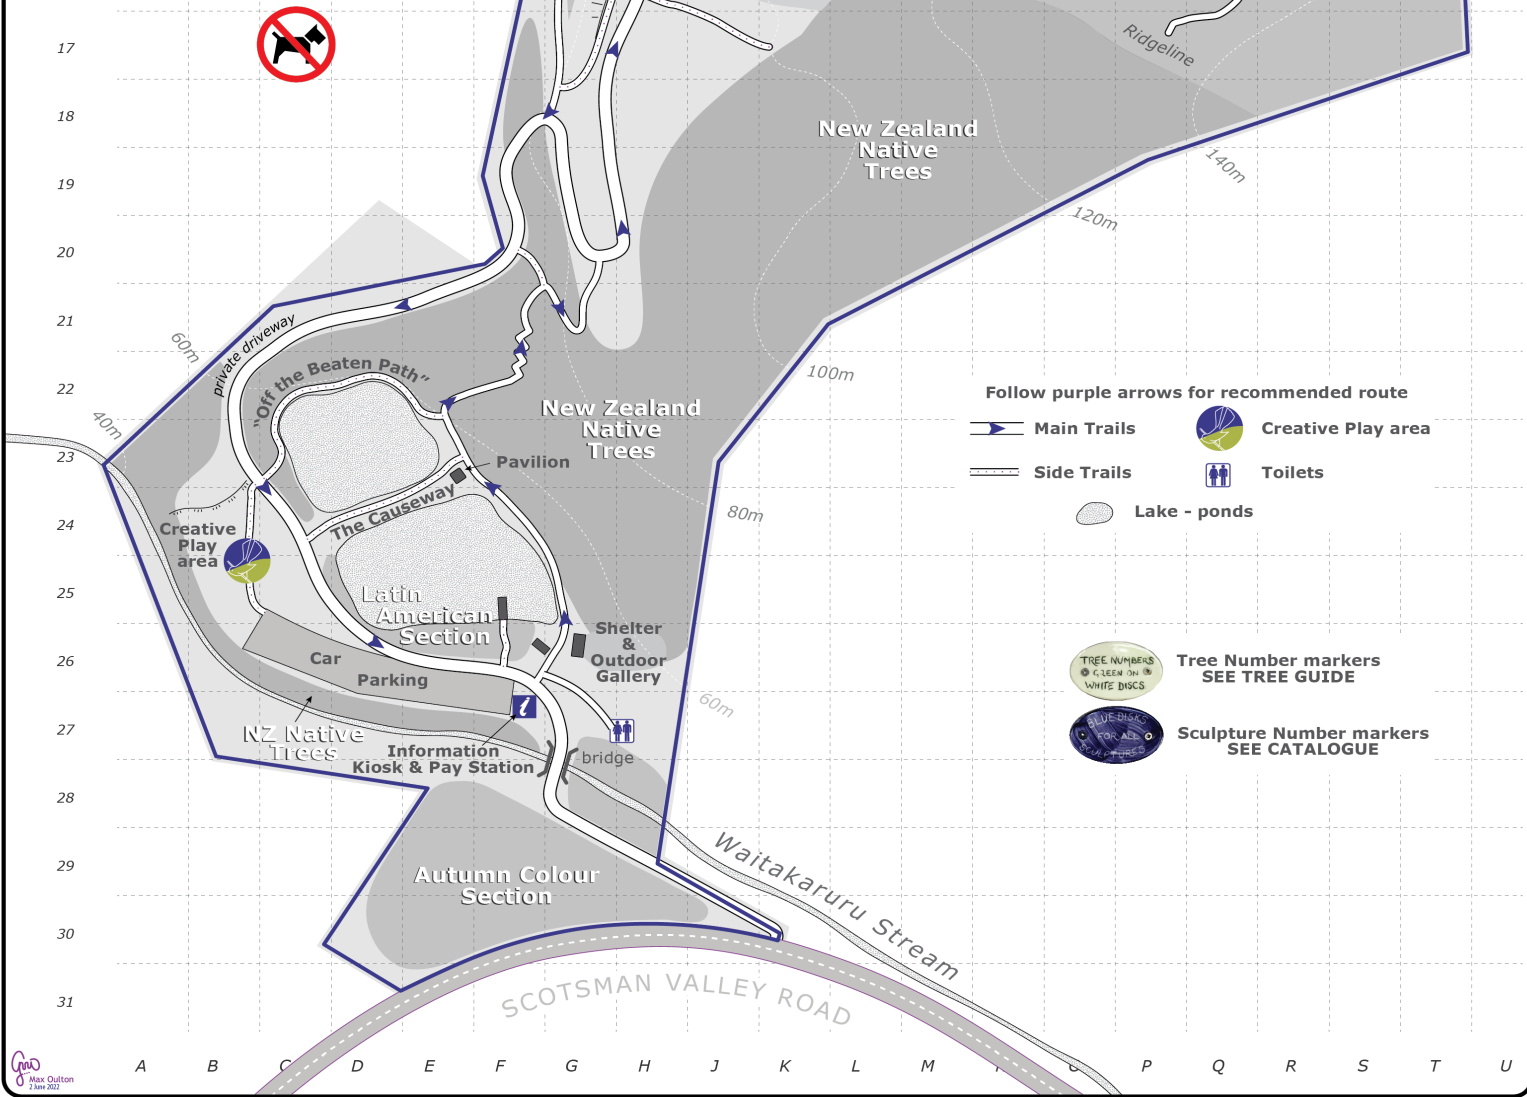 17
Ridgeline
18
New Zealand
Native
Trees
140m
19
120m
20
21
60m
private driveway
100m
"Off the Beaten Path"
22
Follow purple arrows for recommended route
40m
New Zealand
Native
Trees
Main Trails
Creative Play area
23
Pavilion
Side Trails
Toilets
The Causeway
80m
Lake - ponds
24
Creative
Play
area
25
Latin
American
Section
Shelter
&
Outdoor
Gallery
26
Car
Parking
TREE NUMBERS
GREEN ON
WHITE DISCS
Tree Number markers
SEE TREE GUIDE
60m
i
27
NZ Native
Trees
Information
Kiosk & Pay Station
bridge
BLUE DISKS
FOR ALL
SCULPTURES
Sculpture Number markers
SEE CATALOGUE
28
29
Autumn Colour
Section
Waitakaruru Stream
30
31
SCOTSMAN VALLEY ROAD
A B C D E F G H J K L M O P Q R S T U
Max Oulton
2 June 2022